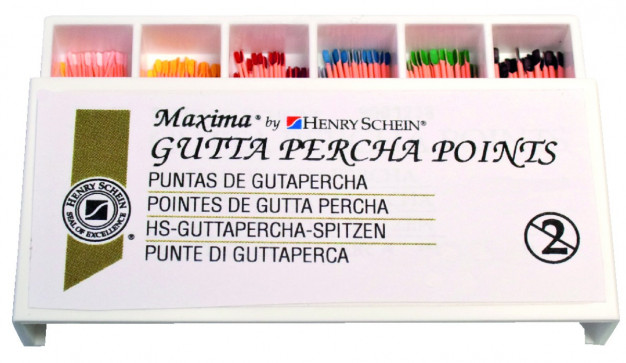 Maxima® by HENRY SCHEIN®
GUTTA PERCHA POINTS
PUNTAS DE GUTAPERCHA
POINTES DE GUTTA PERCHA
HS-GUTTAPERCHA-SPITZEN
PUNTE DI GUTTAPERCA
HENRY SCHEIN
SEAL OF EXCELLENCE
®
2